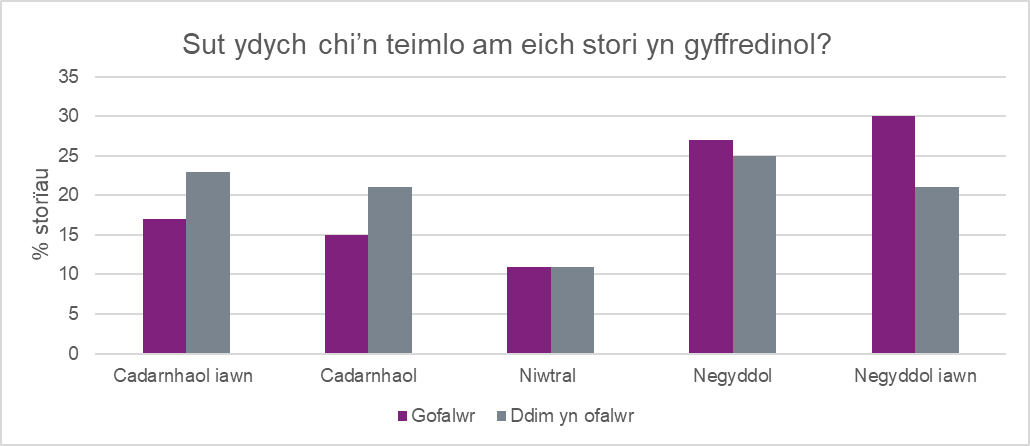 Sut ydych chi’n teimlo am eich stori yn gyffredinol?
% storïau
35
30
25
20
15
10
5
0
Cadarnhaol iawn Cadarnhaol Niwtral Negyddol Negyddol iawn
Gofalwr Ddim yn ofalwr